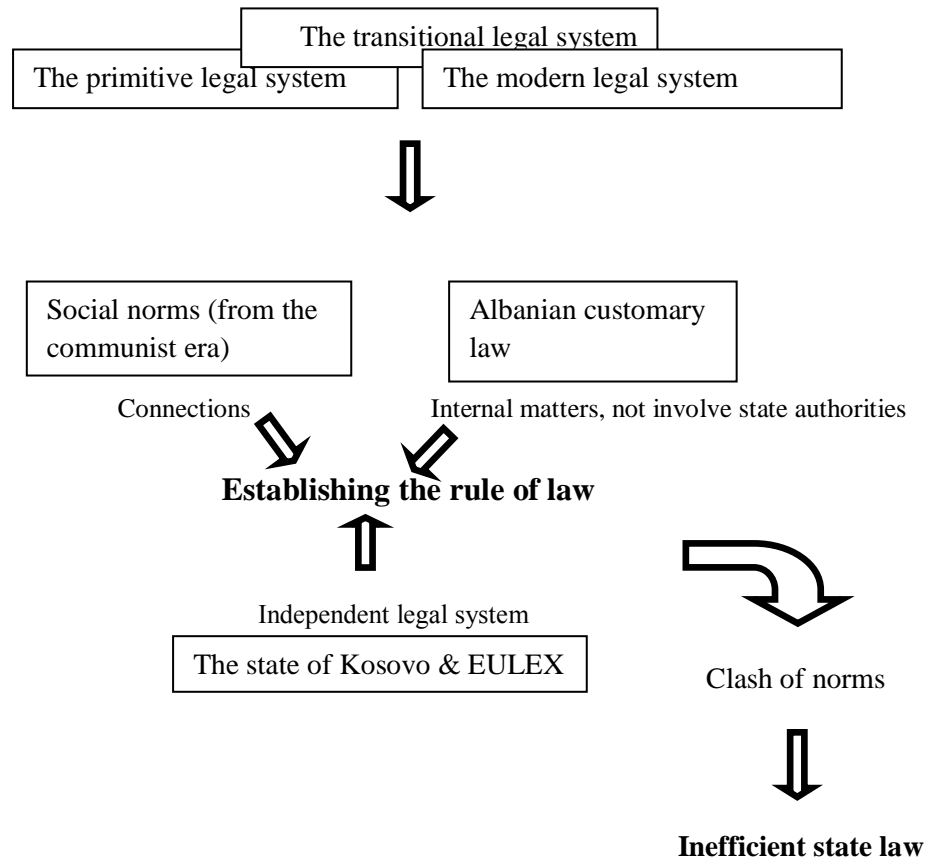 The transitional legal system
The primitive legal system
The modern legal system
Social norms (from the
communist era)
Albanian customary
law
Connections
Internal matters, not involve state authorities
Establishing the rule of law
Independent legal system
The state of Kosovo & EULEX
Clash of norms
Inefficient state law